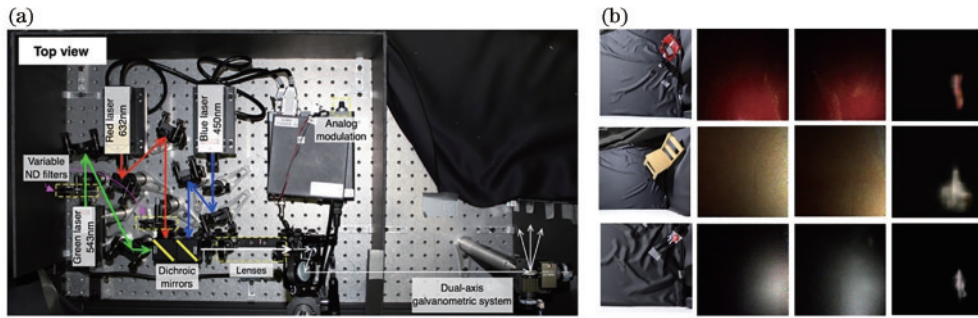 (a)
(b)
Top view
Red laser
632nm
Blue laser
450nm
Analog
modulation
Variable
ND filters
Green laser
543nm
Dichroic
mirrors
Lenses
Dual-axis
galvanometric system